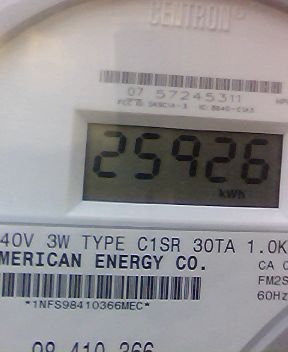 CENTRON®
07 57245311
25926
kWh
40V 3W TYPE C1SR 30TA 1.0K
MERICAN ENERGY CO.
CA 0
FM2S
60Hz
*1NFS98410366MEC*
98 410 366